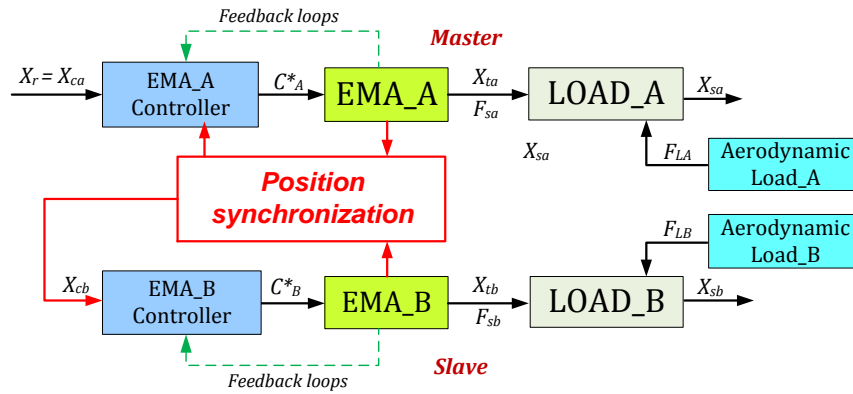 Feedback loops
Master
Xr = Xca
EMA_A
Controller
C*A
EMA_A
Xta
Fsa
LOAD_A
Xsa
Xsa
FLA
Aerodynamic
Load_A
Position
synchronization
FLB
Aerodynamic
Load_B
Xcb
EMA_B
Controller
C*B
EMA_B
Xtb
Fsb
LOAD_B
Xsb
Feedback loops
Slave